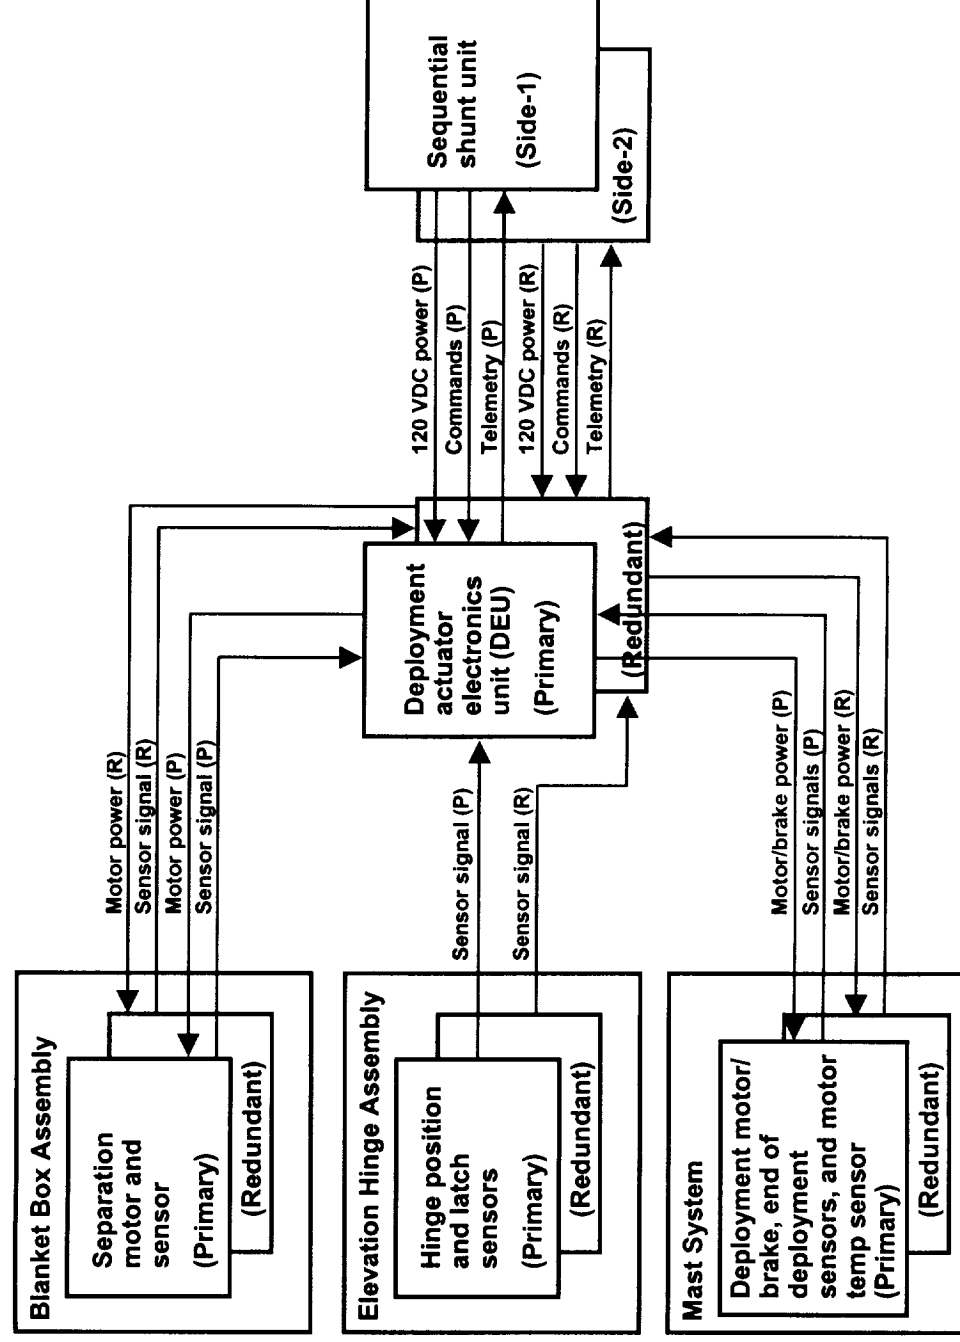 Blanket Box Assembly
Separation
motor and
sensor
(Primary)
(Redundant)
Motor power (R)
Sensor signal (R)
Motor power (P)
Sensor signal (P)
Elevation Hinge Assembly
Hinge position
and latch
sensors
(Primary)
(Redundant)
Sensor signal (P)
Sensor signal (R)
Mast System
Deployment motor/
brake, end of
deployment
sensors, and motor
temp sensor
(Primary)
(Redundant)
Motor/brake power (P)
Sensor signals (P)
Motor/brake power (R)
Sensor signals (R)
Deployment
actuator
electronics
unit (DEU)
(Primary)
(Redundant)
120 VDC power (P)
Commands (P)
Telemetry (P)
120 VDC power (R)
Commands (R)
Telemetry (R)
Sequential
shunt unit
(Side-1)
(Side-2)